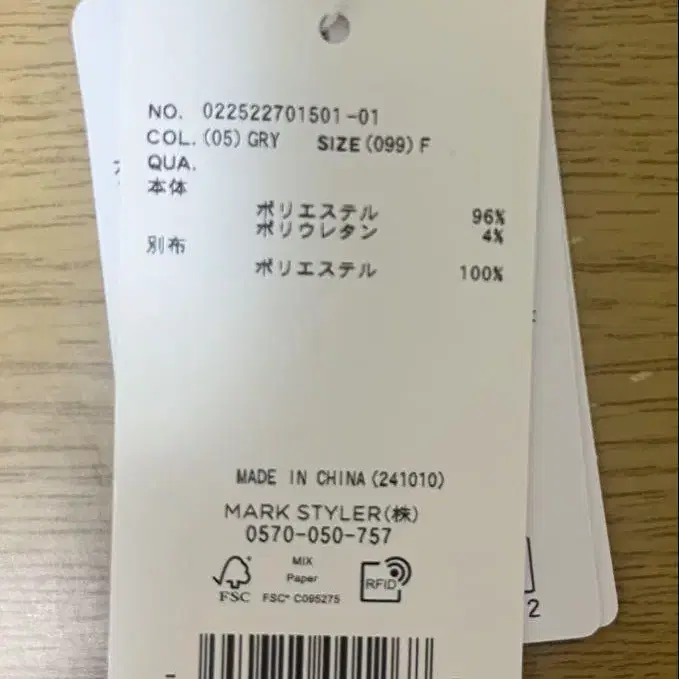 NO. 022522701501-01
COL.(05)GRY SIZE(099)F
QUA.
本体
ポリエステル 96%
ポリウレタン 4%
別布
ポリエステル 100%
MADE IN CHINA(241010)
MARK STYLER(株)
0570-050-757
MIX
Paper
FSC
FSC® C095275
RFID
2